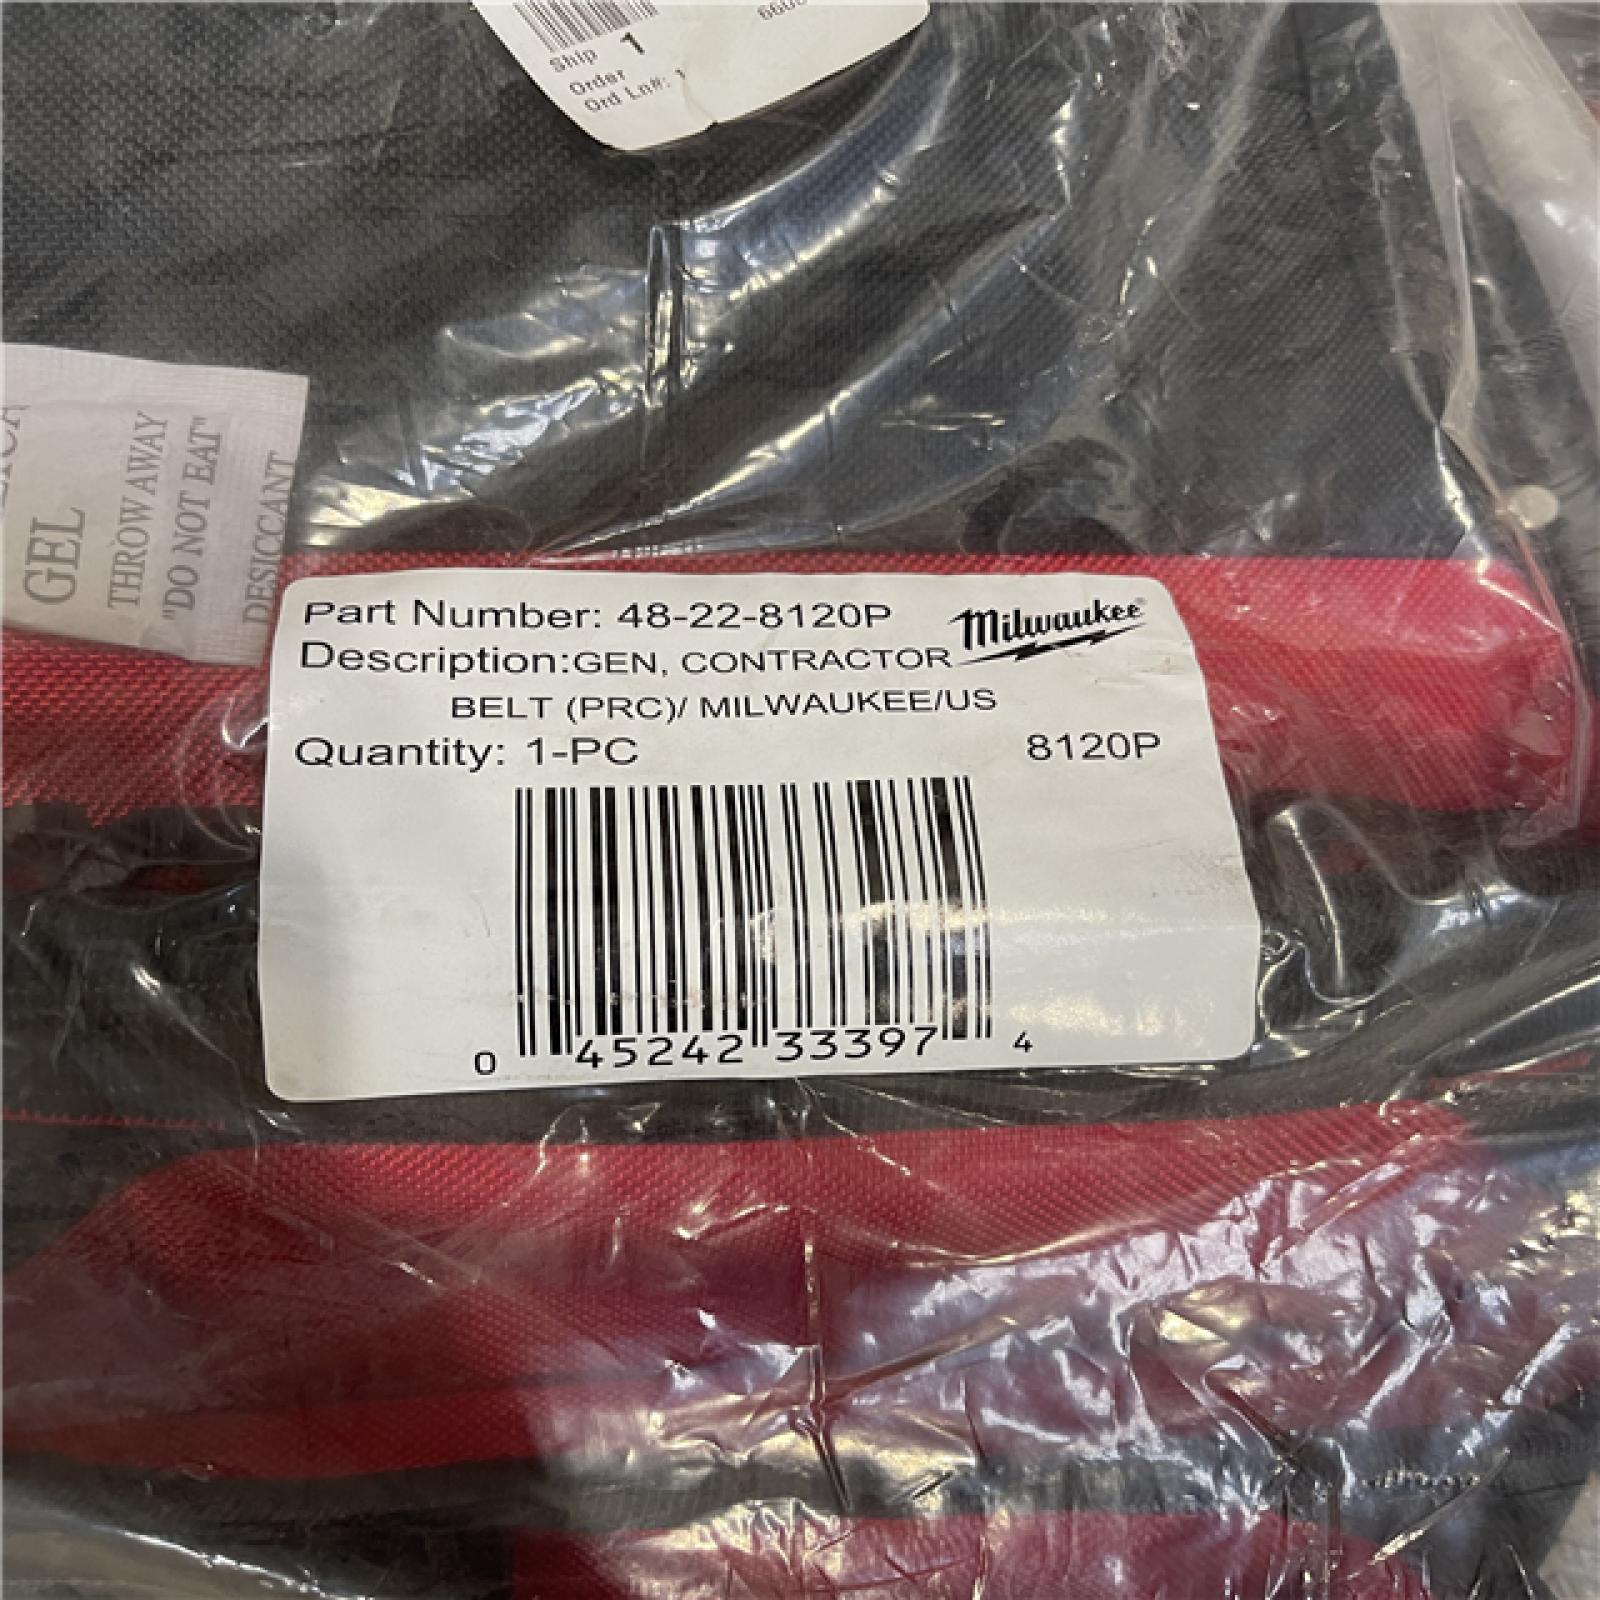 Ship 1
Order
Ord Ln#: 1
GEL
THROW AWAY
"DO NOT EAT"
DESICCANT
Part Number: 48-22-8120P
Milwaukee
Description:GEN, CONTRACTOR
BELT (PRC)/ MILWAUKEE/US
Quantity: 1-PC
8120P
0 45242 33397 4